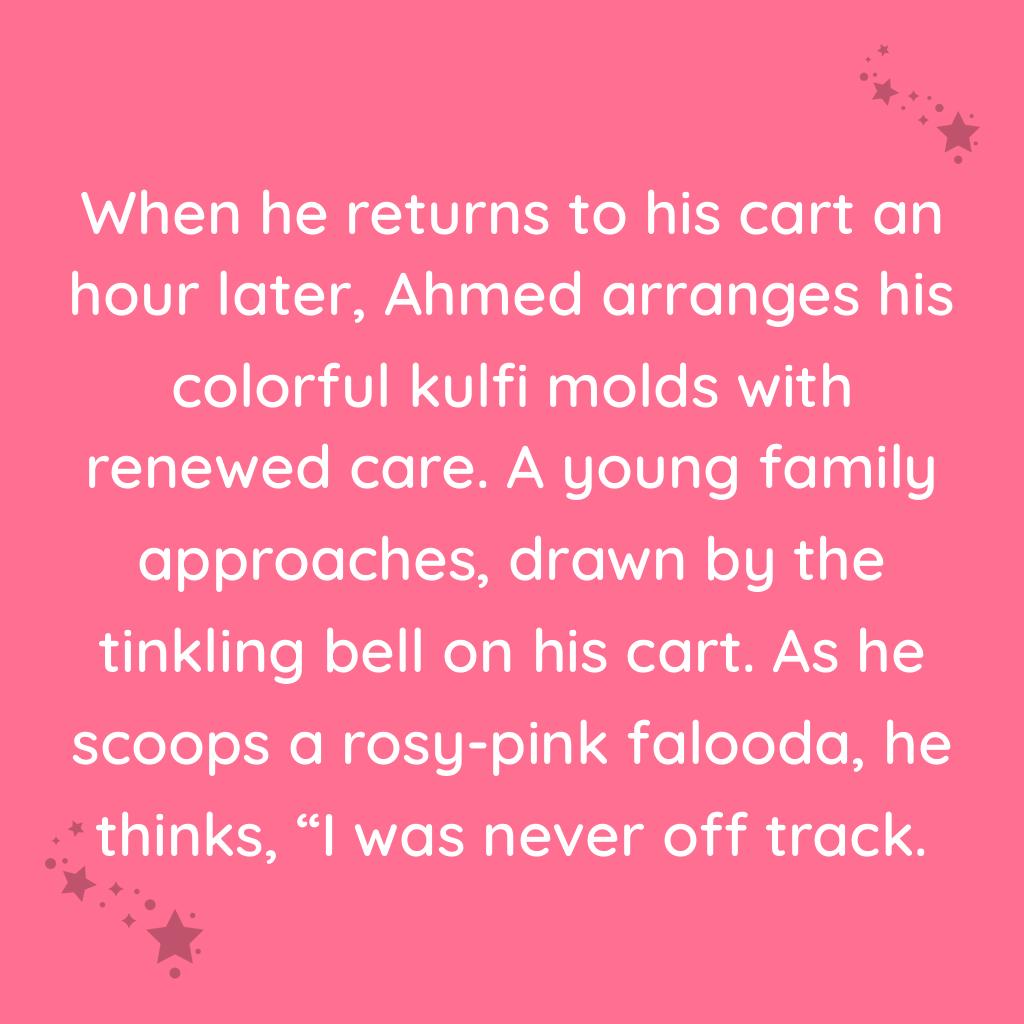 When he returns to his cart an
hour later, Ahmed arranges his
colorful kulfi molds with
renewed care. A young family
approaches, drawn by the
tinkling bell on his cart. As he
scoops a rosy-pink falooda, he
thinks, “I was never off track.